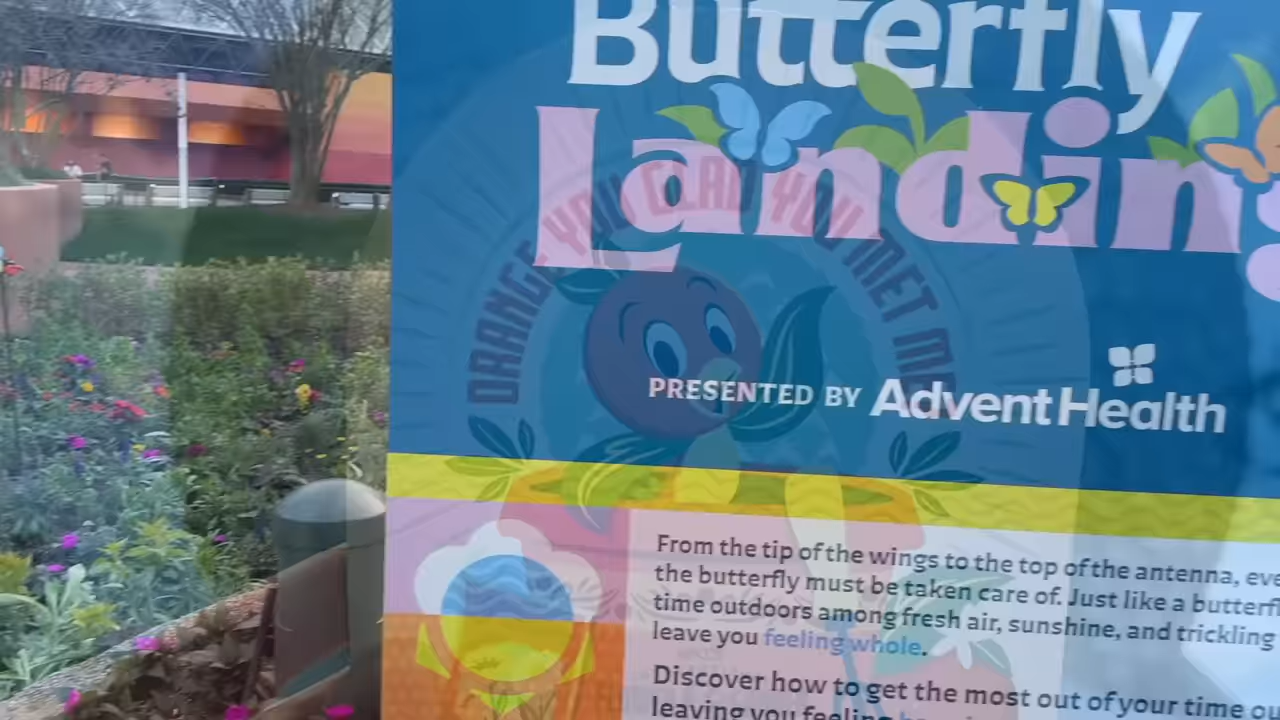 Butterfly
Landing
ORANGE YOU GLAD YOU MET ME
PRESENTED BY AdventHealth
From the tip of the wings to the top of the antenna, eve
the butterfly must be taken care of. Just like a butterf
time outdoors among fresh air, sunshine, and trickling
leave you feeling whole.
Discover how to get the most out of your time ou
leaving you feeling